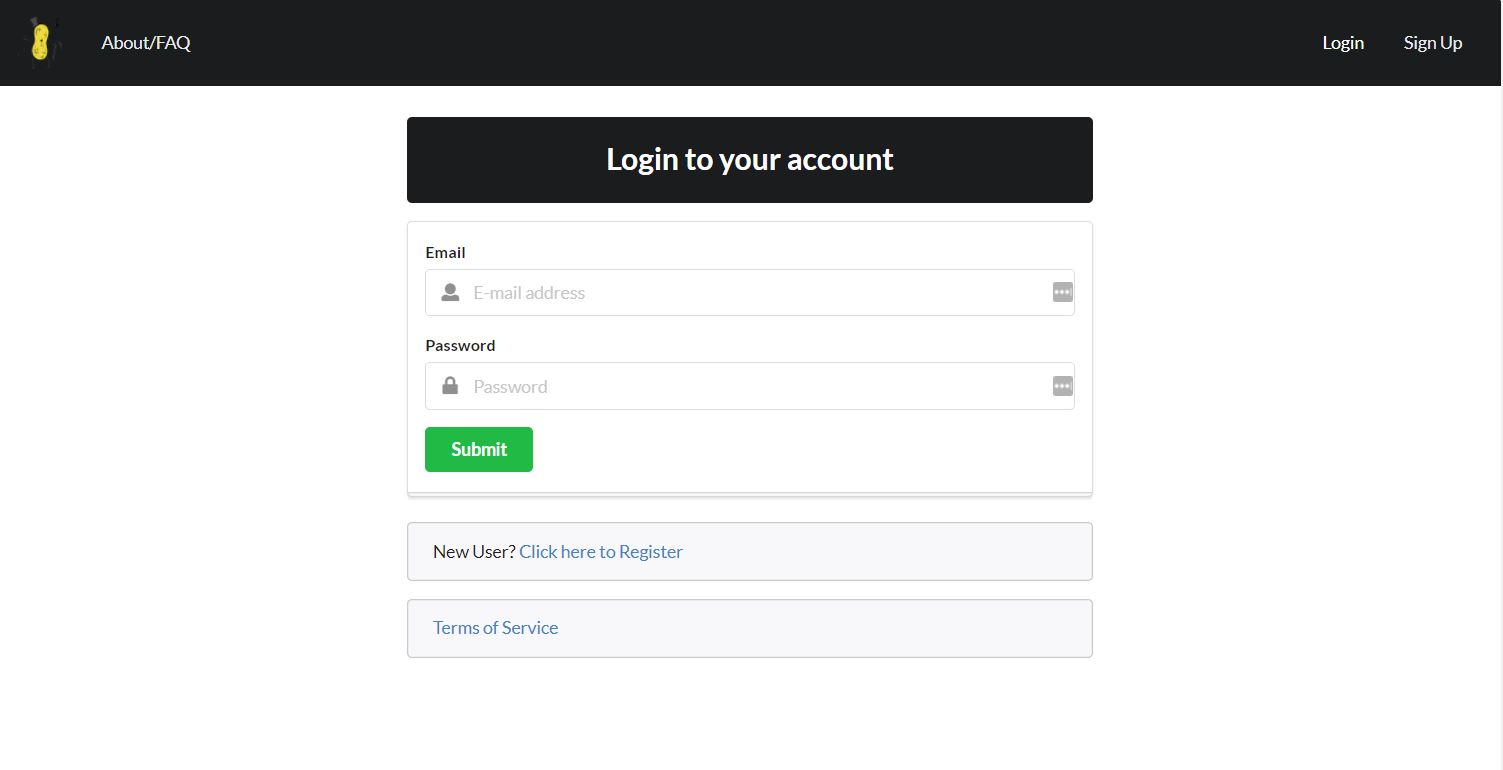 About/FAQ
Login
Sign Up
Login to your account
Email
E-mail address
Password
Password
Submit
New User? Click here to Register
Terms of Service